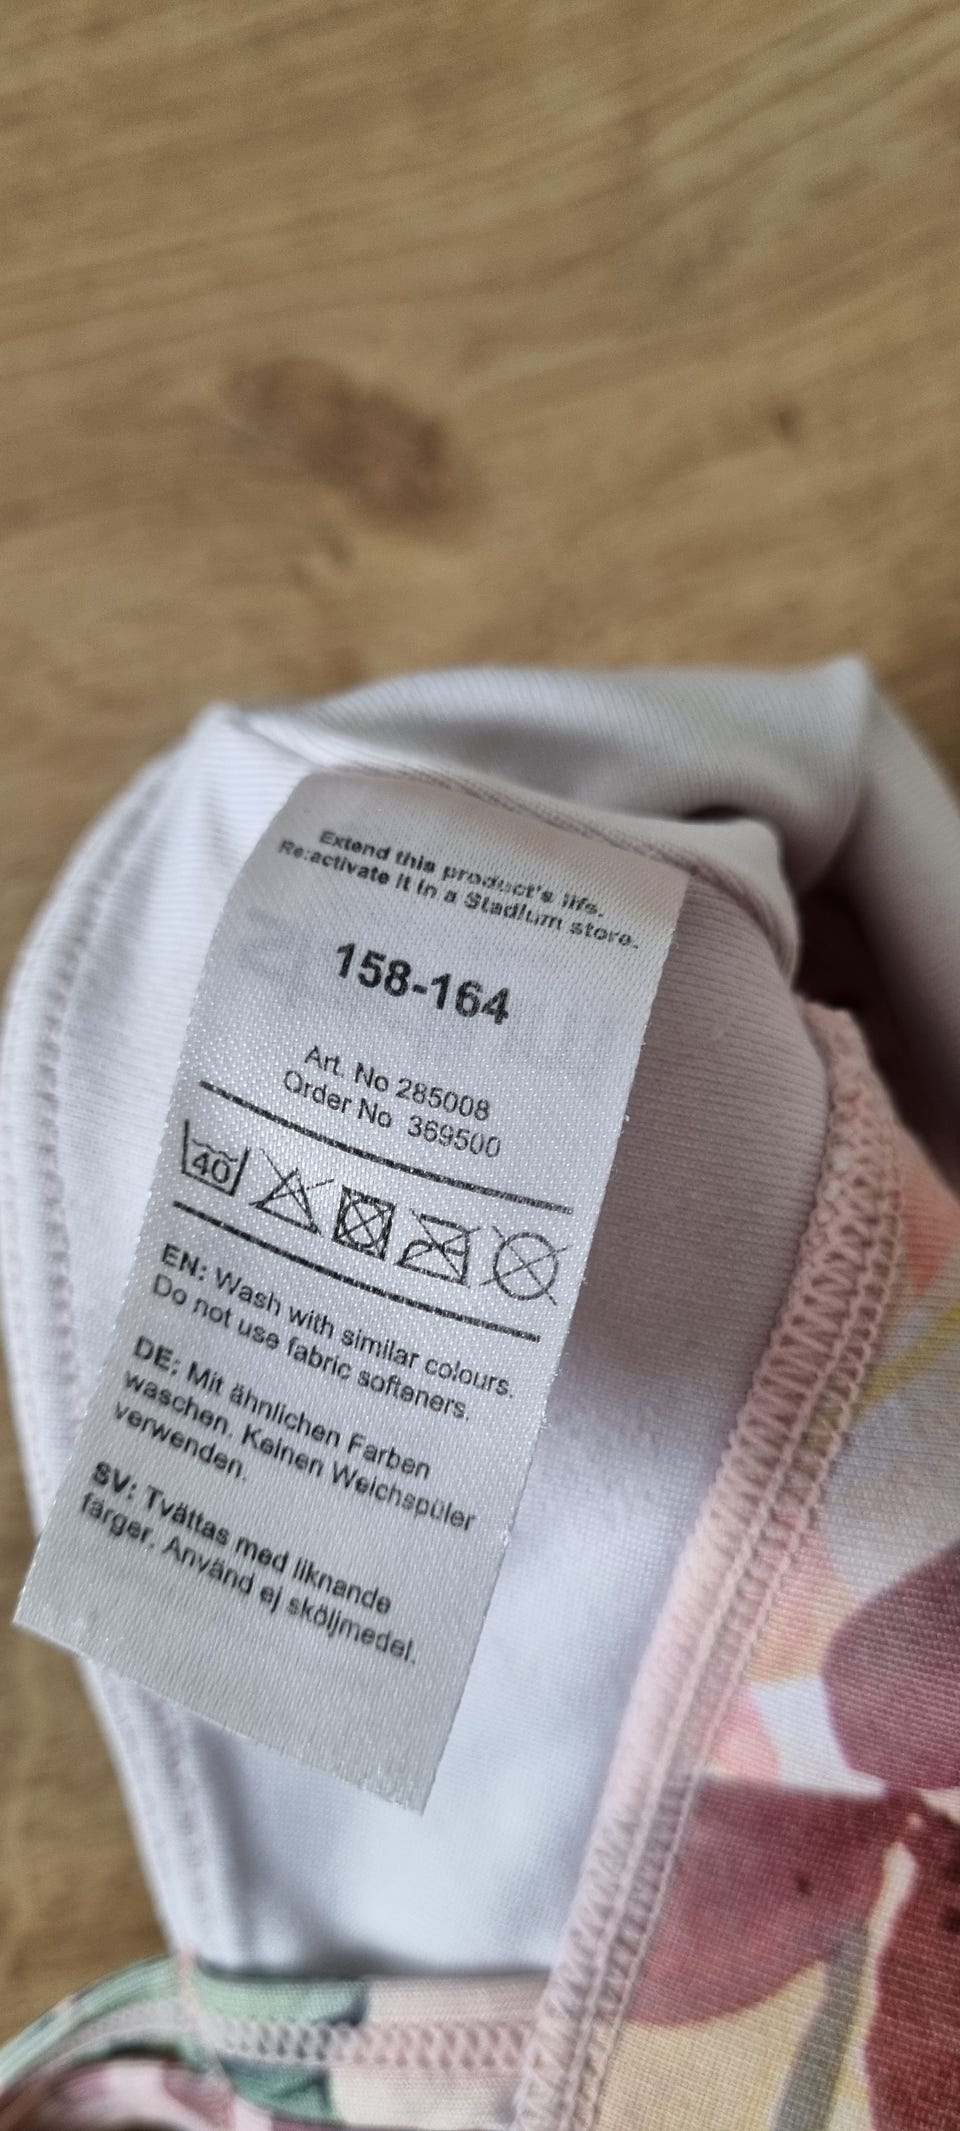 Extend this product's life.
Re:activate it in a Stadium store.
158-164
Art. No 285008
Order No 369500
40
EN: Wash with similar colours.
Do not use fabric softeners.
DE: Mit ähnlichen Farben
waschen. Keinen Weichspüler
verwenden.
SV: Tvättas med liknande
färger. Använd ej sköljmedel.